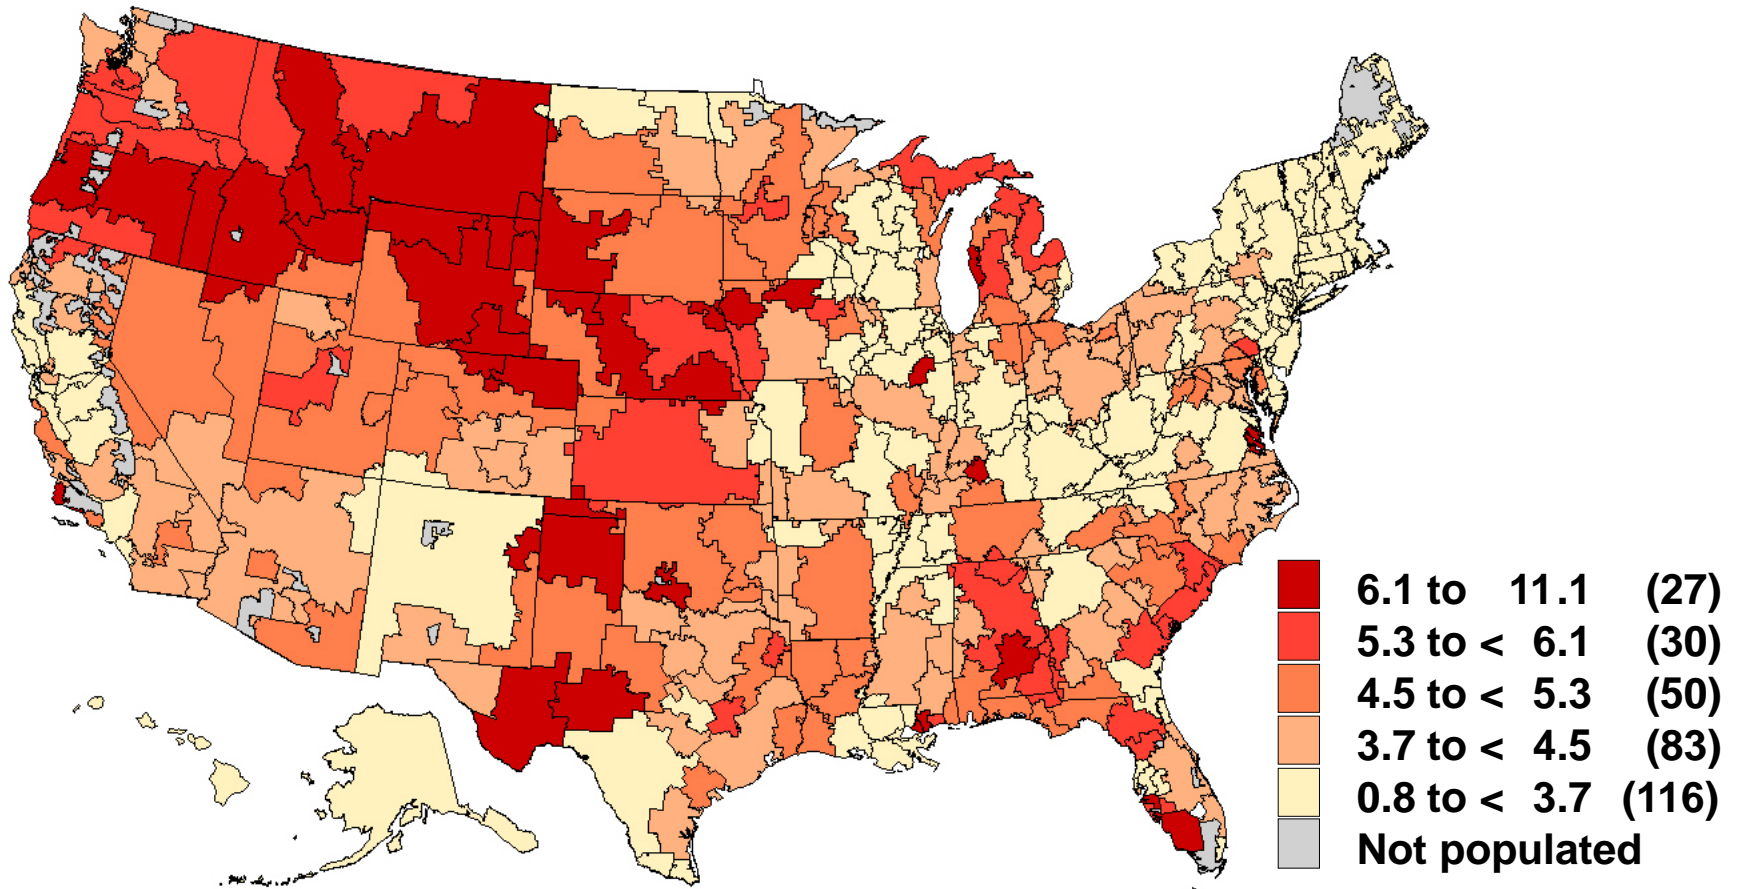 6.1 to 11.1 (27)
5.3 to < 6.1 (30)
4.5 to < 5.3 (50)
3.7 to < 4.5 (83)
0.8 to < 3.7 (116)
Not populated